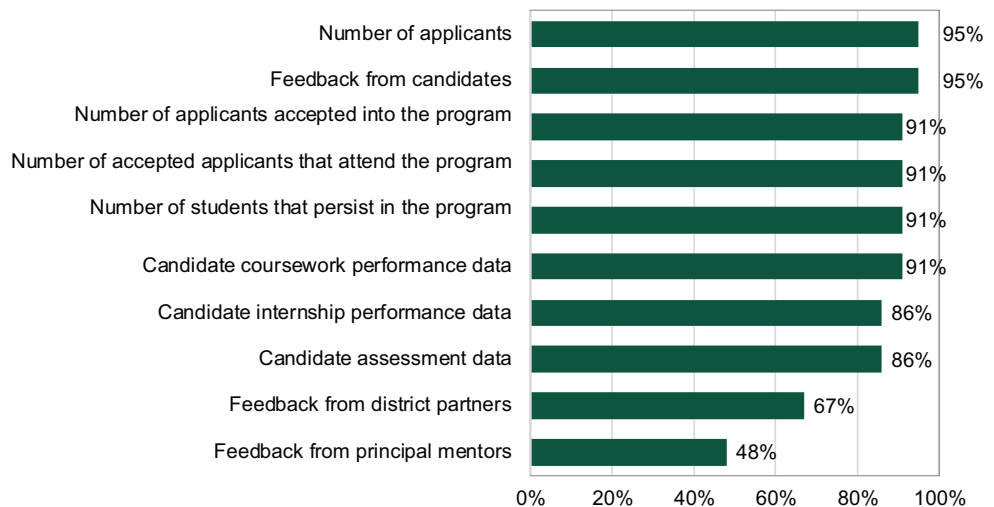 Number of applicants 95%
Feedback from candidates 95%
Number of applicants accepted into the program 91%
Number of accepted applicants that attend the program 91%
Number of students that persist in the program 91%
Candidate coursework performance data 91%
Candidate internship performance data 86%
Candidate assessment data 86%
Feedback from district partners 67%
Feedback from principal mentors 48%
0% 20% 40% 60% 80% 100%